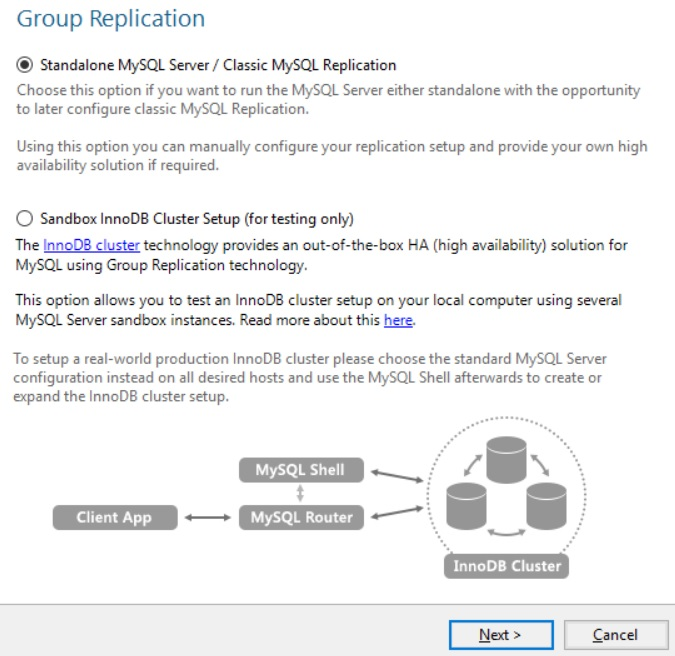 Group Replication
Standalone MySQL Server / Classic MySQL Replication
Choose this option if you want to run the MySQL Server either standalone with the opportunity
to later configure classic MySQL Replication.
Using this option you can manually configure your replication setup and provide your own high
availability solution if required.
Sandbox InnoDB Cluster Setup (for testing only)
The InnoDB cluster technology provides an out-of-the-box HA (high availability) solution for
MySQL using Group Replication technology.
This option allows you to test an InnoDB cluster setup on your local computer using several
MySQL Server sandbox instances. Read more about this here.
To setup a real-world production InnoDB cluster please choose the standard MySQL Server
configuration instead on all desired hosts and use the MySQL Shell afterwards to create or
expand the InnoDB cluster setup.
MySQL Shell
Client App
MySQL Router
InnoDB Cluster
Next >
Cancel